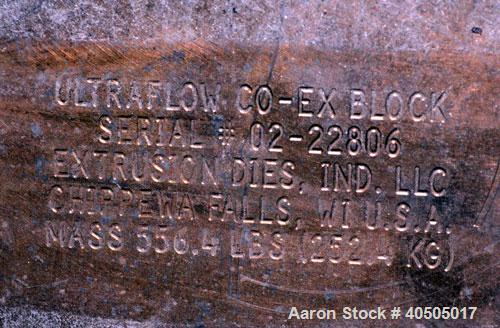 ULTRAFLOW CO-EX BLOCK
SERIAL # 02-22806
EXTRUSION DIES, IND. LLC
CHIPPEWA FALLS, WI U.S.A.
MASS 556.4 LBS (252.4 KG)
Aaron Stock # 40505017